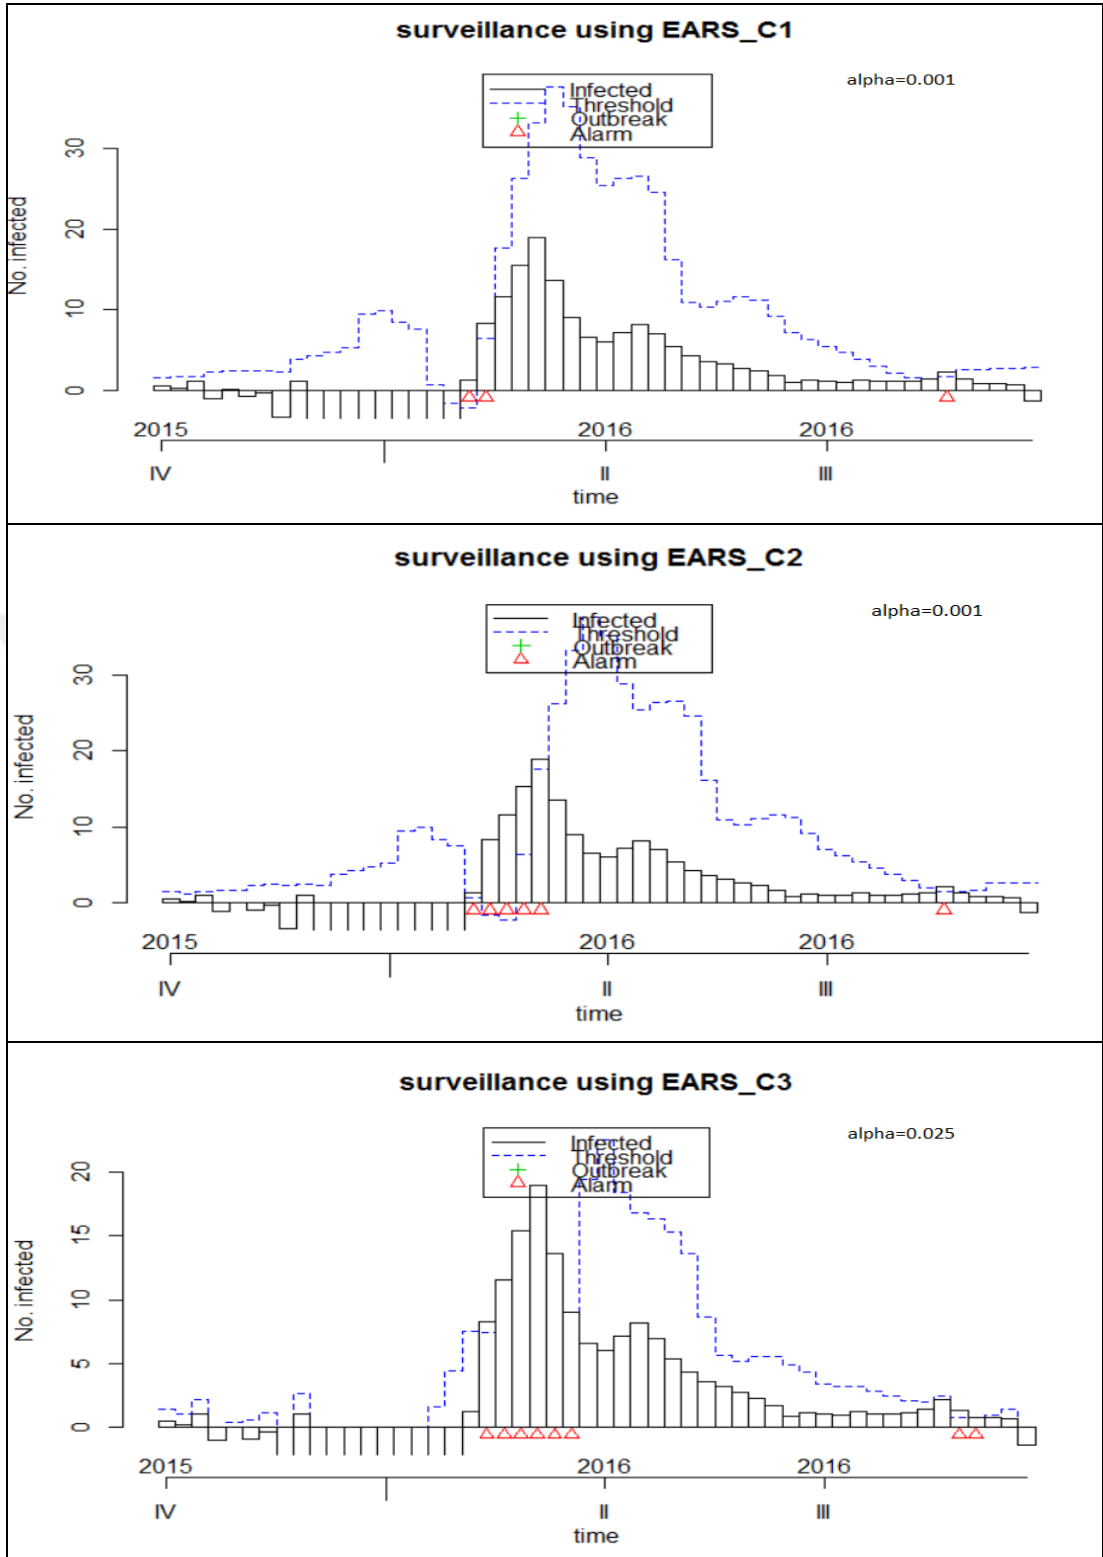 surveillance using EARS_C1
alpha=0.001
Infected
Threshold
Outbreak
Alarm
No. infected
30
20
10
0
2015 2016 2016
IV II III
time
surveillance using EARS_C2
alpha=0.001
Infected
Threshold
Outbreak
Alarm
No. infected
30
20
10
0
2015 2016 2016
IV II III
time
surveillance using EARS_C3
alpha=0.025
Infected
Threshold
Outbreak
Alarm
No. infected
20
15
10
5
0
2015 2016 2016
IV II III
time